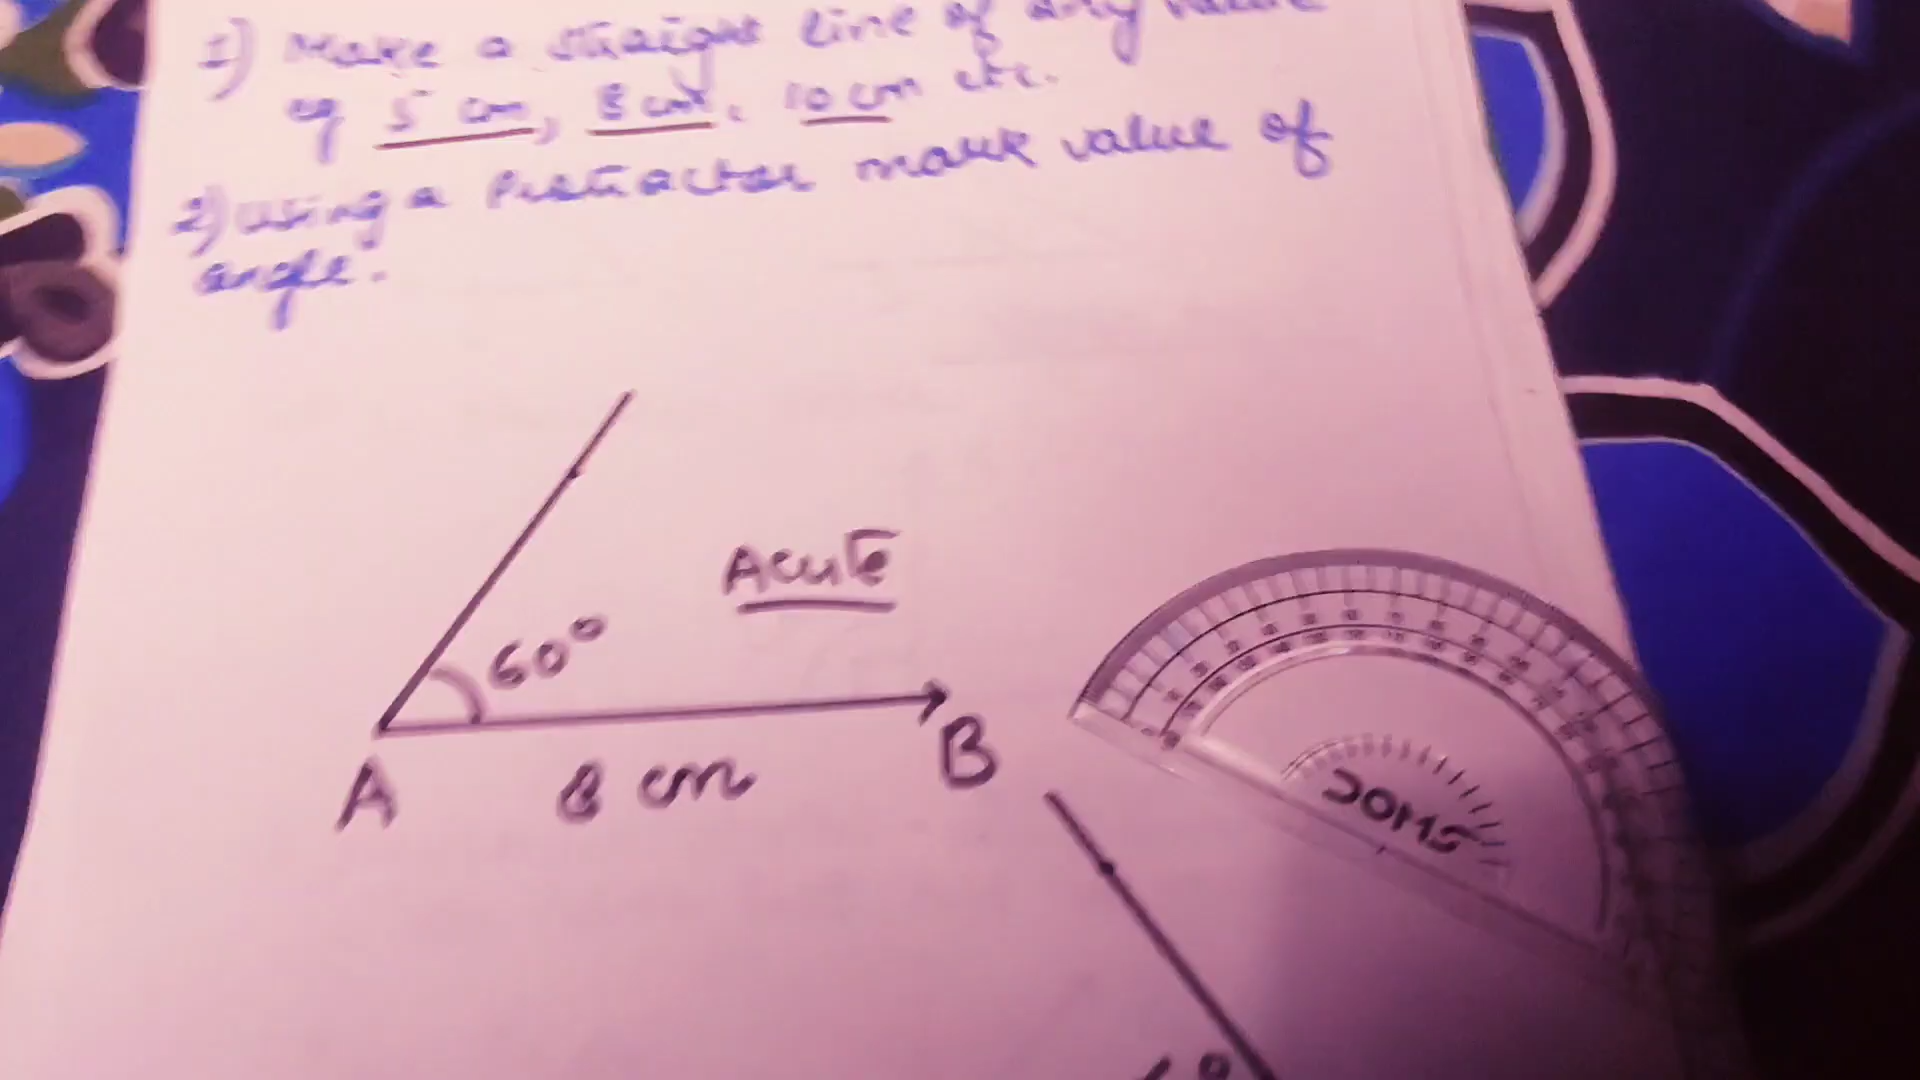 1) Make a straight line of any value
eg 5 cm, 8 cm, 10 cm etc.
2) Using a Protractor mark value of
angle.
Acute
60°
A 8 cm B
DOMS